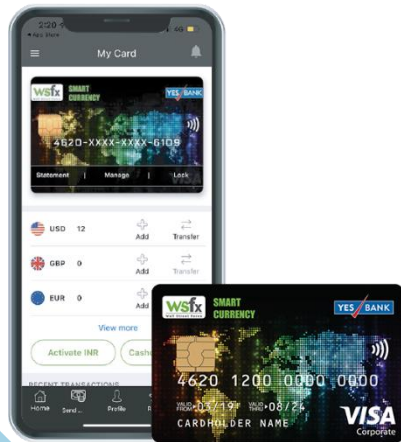 2:20
4G
App Store
My Card
wsfx SMART CURRENCY YES BANK
4620-XXXX-XXXX-6109
Statement | Manage | Lock
VISA
USD 12 Add Transfer
GBP 0 Add Transfer
EUR 0 Add
View more
Activate INR
RECENT TRANSACTIONS
Home Send ... Profile
wsfx SMART CURRENCY YES BANK
4620 1200 0000 0000
VALID FROM 03/19 VALID THRU 08/24
CARDHOLDER NAME
VISA
Corporate